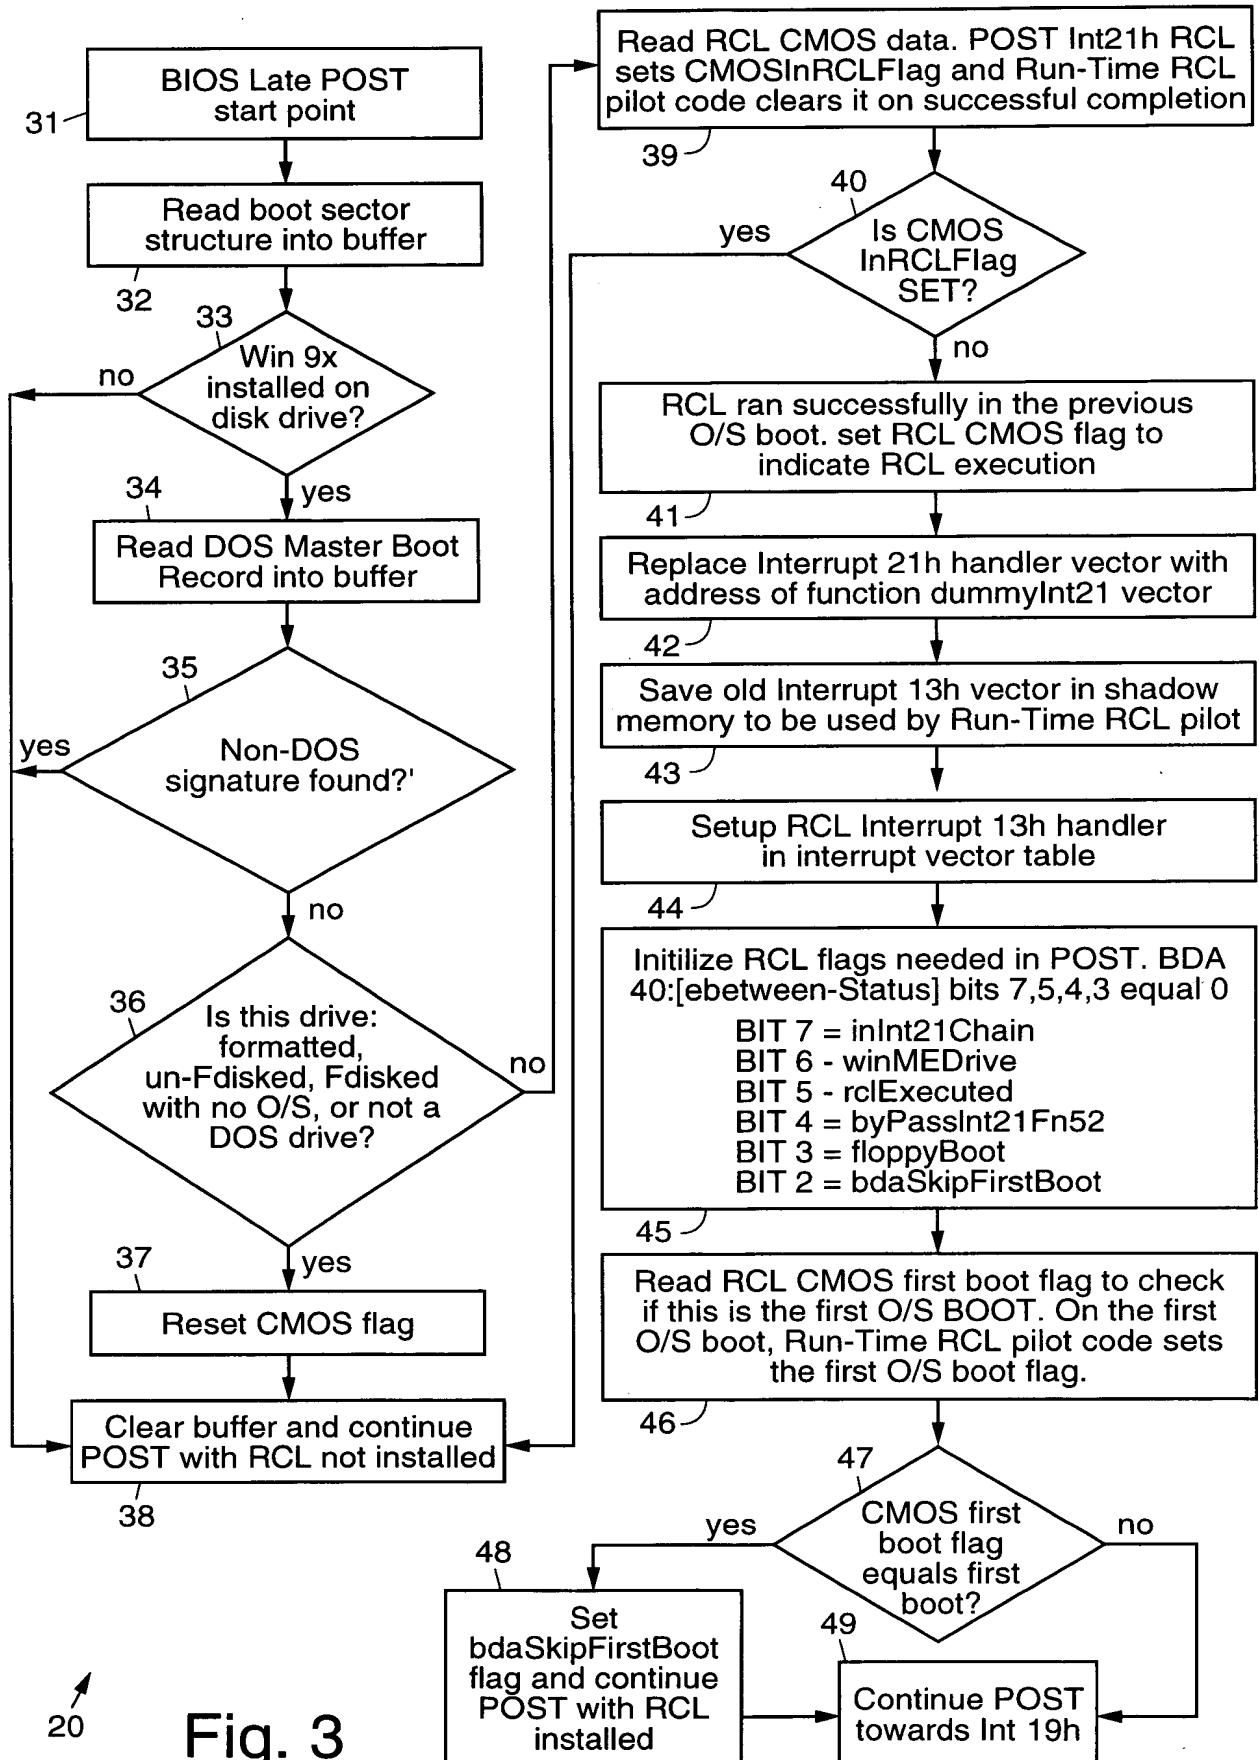 BIOS Late POST
start point
31
Read boot sector
structure into buffer
32
33
Win 9x
installed on
disk drive?
no
yes
34
Read DOS Master Boot
Record into buffer
35
Non-DOS
signature found?'
yes
no
36
Is this drive:
formatted,
un-Fdisked, Fdisked
with no O/S, or not a
DOS drive?
no
yes
37
Reset CMOS flag
Clear buffer and continue
POST with RCL not installed
38
Read RCL CMOS data. POST Int21h RCL
sets CMOSInRCLFlag and Run-Time RCL
pilot code clears it on successful completion
39
40
Is CMOS
InRCLFlag
SET?
yes
no
RCL ran successfully in the previous
O/S boot. set RCL CMOS flag to
indicate RCL execution
41
Replace Interrupt 21h handler vector with
address of function dummyInt21 vector
42
Save old Interrupt 13h vector in shadow
memory to be used by Run-Time RCL pilot
43
Setup RCL Interrupt 13h handler
in interrupt vector table
44
Initilize RCL flags needed in POST. BDA
40:[ebetween-Status] bits 7,5,4,3 equal 0
BIT 7 = inInt21Chain
BIT 6 - winMEDrive
BIT 5 - rclExecuted
BIT 4 = byPassInt21Fn52
BIT 3 = floppyBoot
BIT 2 = bdaSkipFirstBoot
45
Read RCL CMOS first boot flag to check
if this is the first O/S BOOT. On the first
O/S boot, Run-Time RCL pilot code sets
the first O/S boot flag.
46
47
CMOS first
boot flag
equals first
boot?
yes
no
48
Set
bdaSkipFirstBoot
flag and continue
POST with RCL
installed
49
Continue POST
towards Int 19h
20
Fig. 3